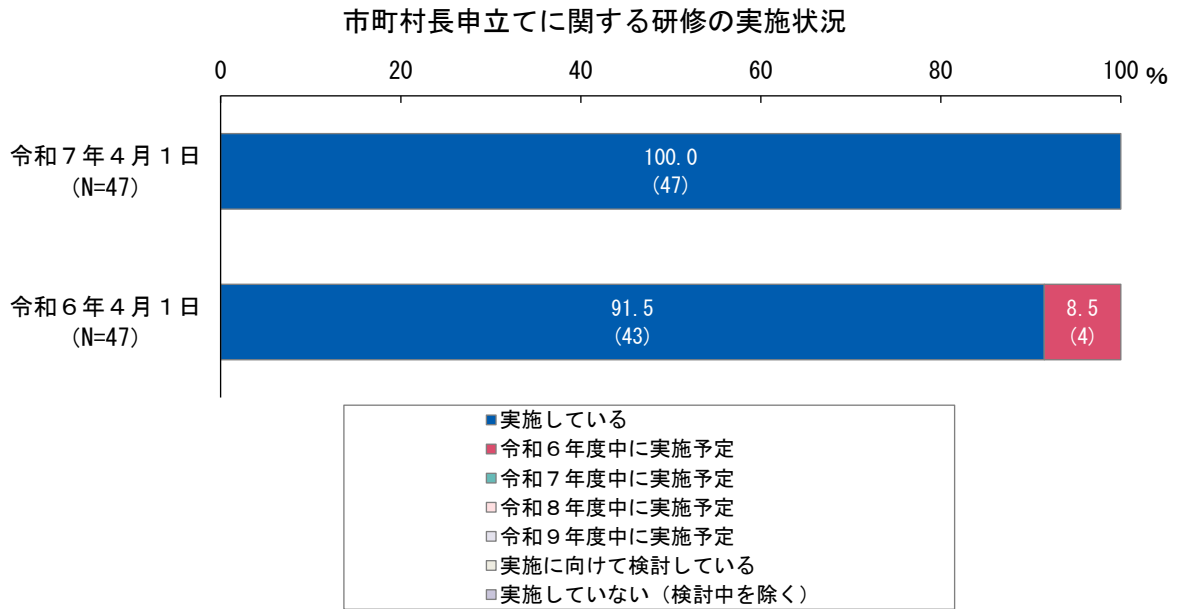 市町村長申立てに関する研修の実施状況
0 20 40 60 80 100 %
令和７年４月１日
(N=47)
100.0
(47)
令和６年４月１日
(N=47)
91.5
(43)
8.5
(4)
実施している
令和６年度中に実施予定
令和７年度中に実施予定
令和８年度中に実施予定
令和９年度中に実施予定
実施に向けて検討している
実施していない（検討中を除く）